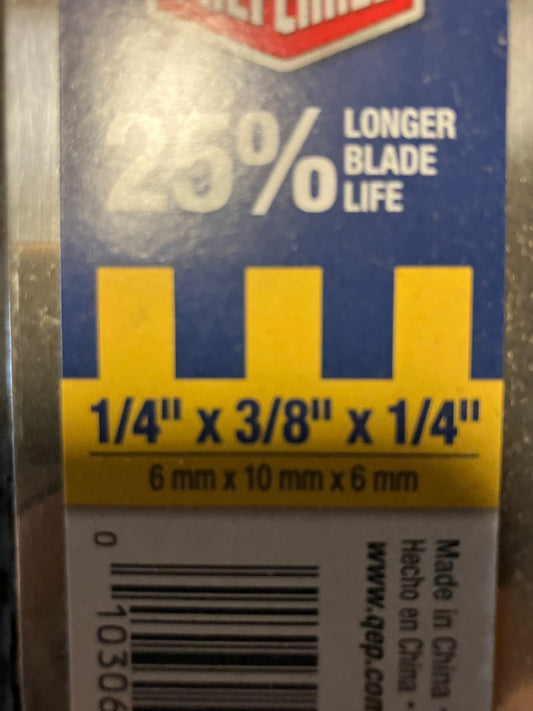 25% LONGER
BLADE
LIFE
1/4" x 3/8" x 1/4"
6 mm x 10 mm x 6 mm
0
10306
Made in China •
Hecho en China •
www.qep.com